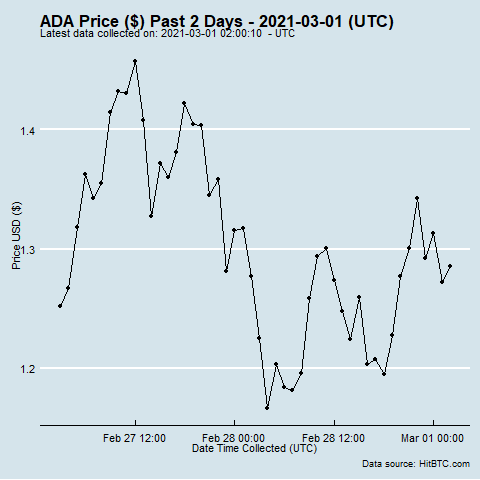 ADA Price ($) Past 2 Days - 2021-03-01 (UTC)
Latest data collected on: 2021-03-01 02:00:10 - UTC
1.4
1.3
1.2
Price USD ($)
Feb 27 12:00
Feb 28 00:00
Feb 28 12:00
Mar 01 00:00
Date Time Collected (UTC)
Data source: HitBTC.com